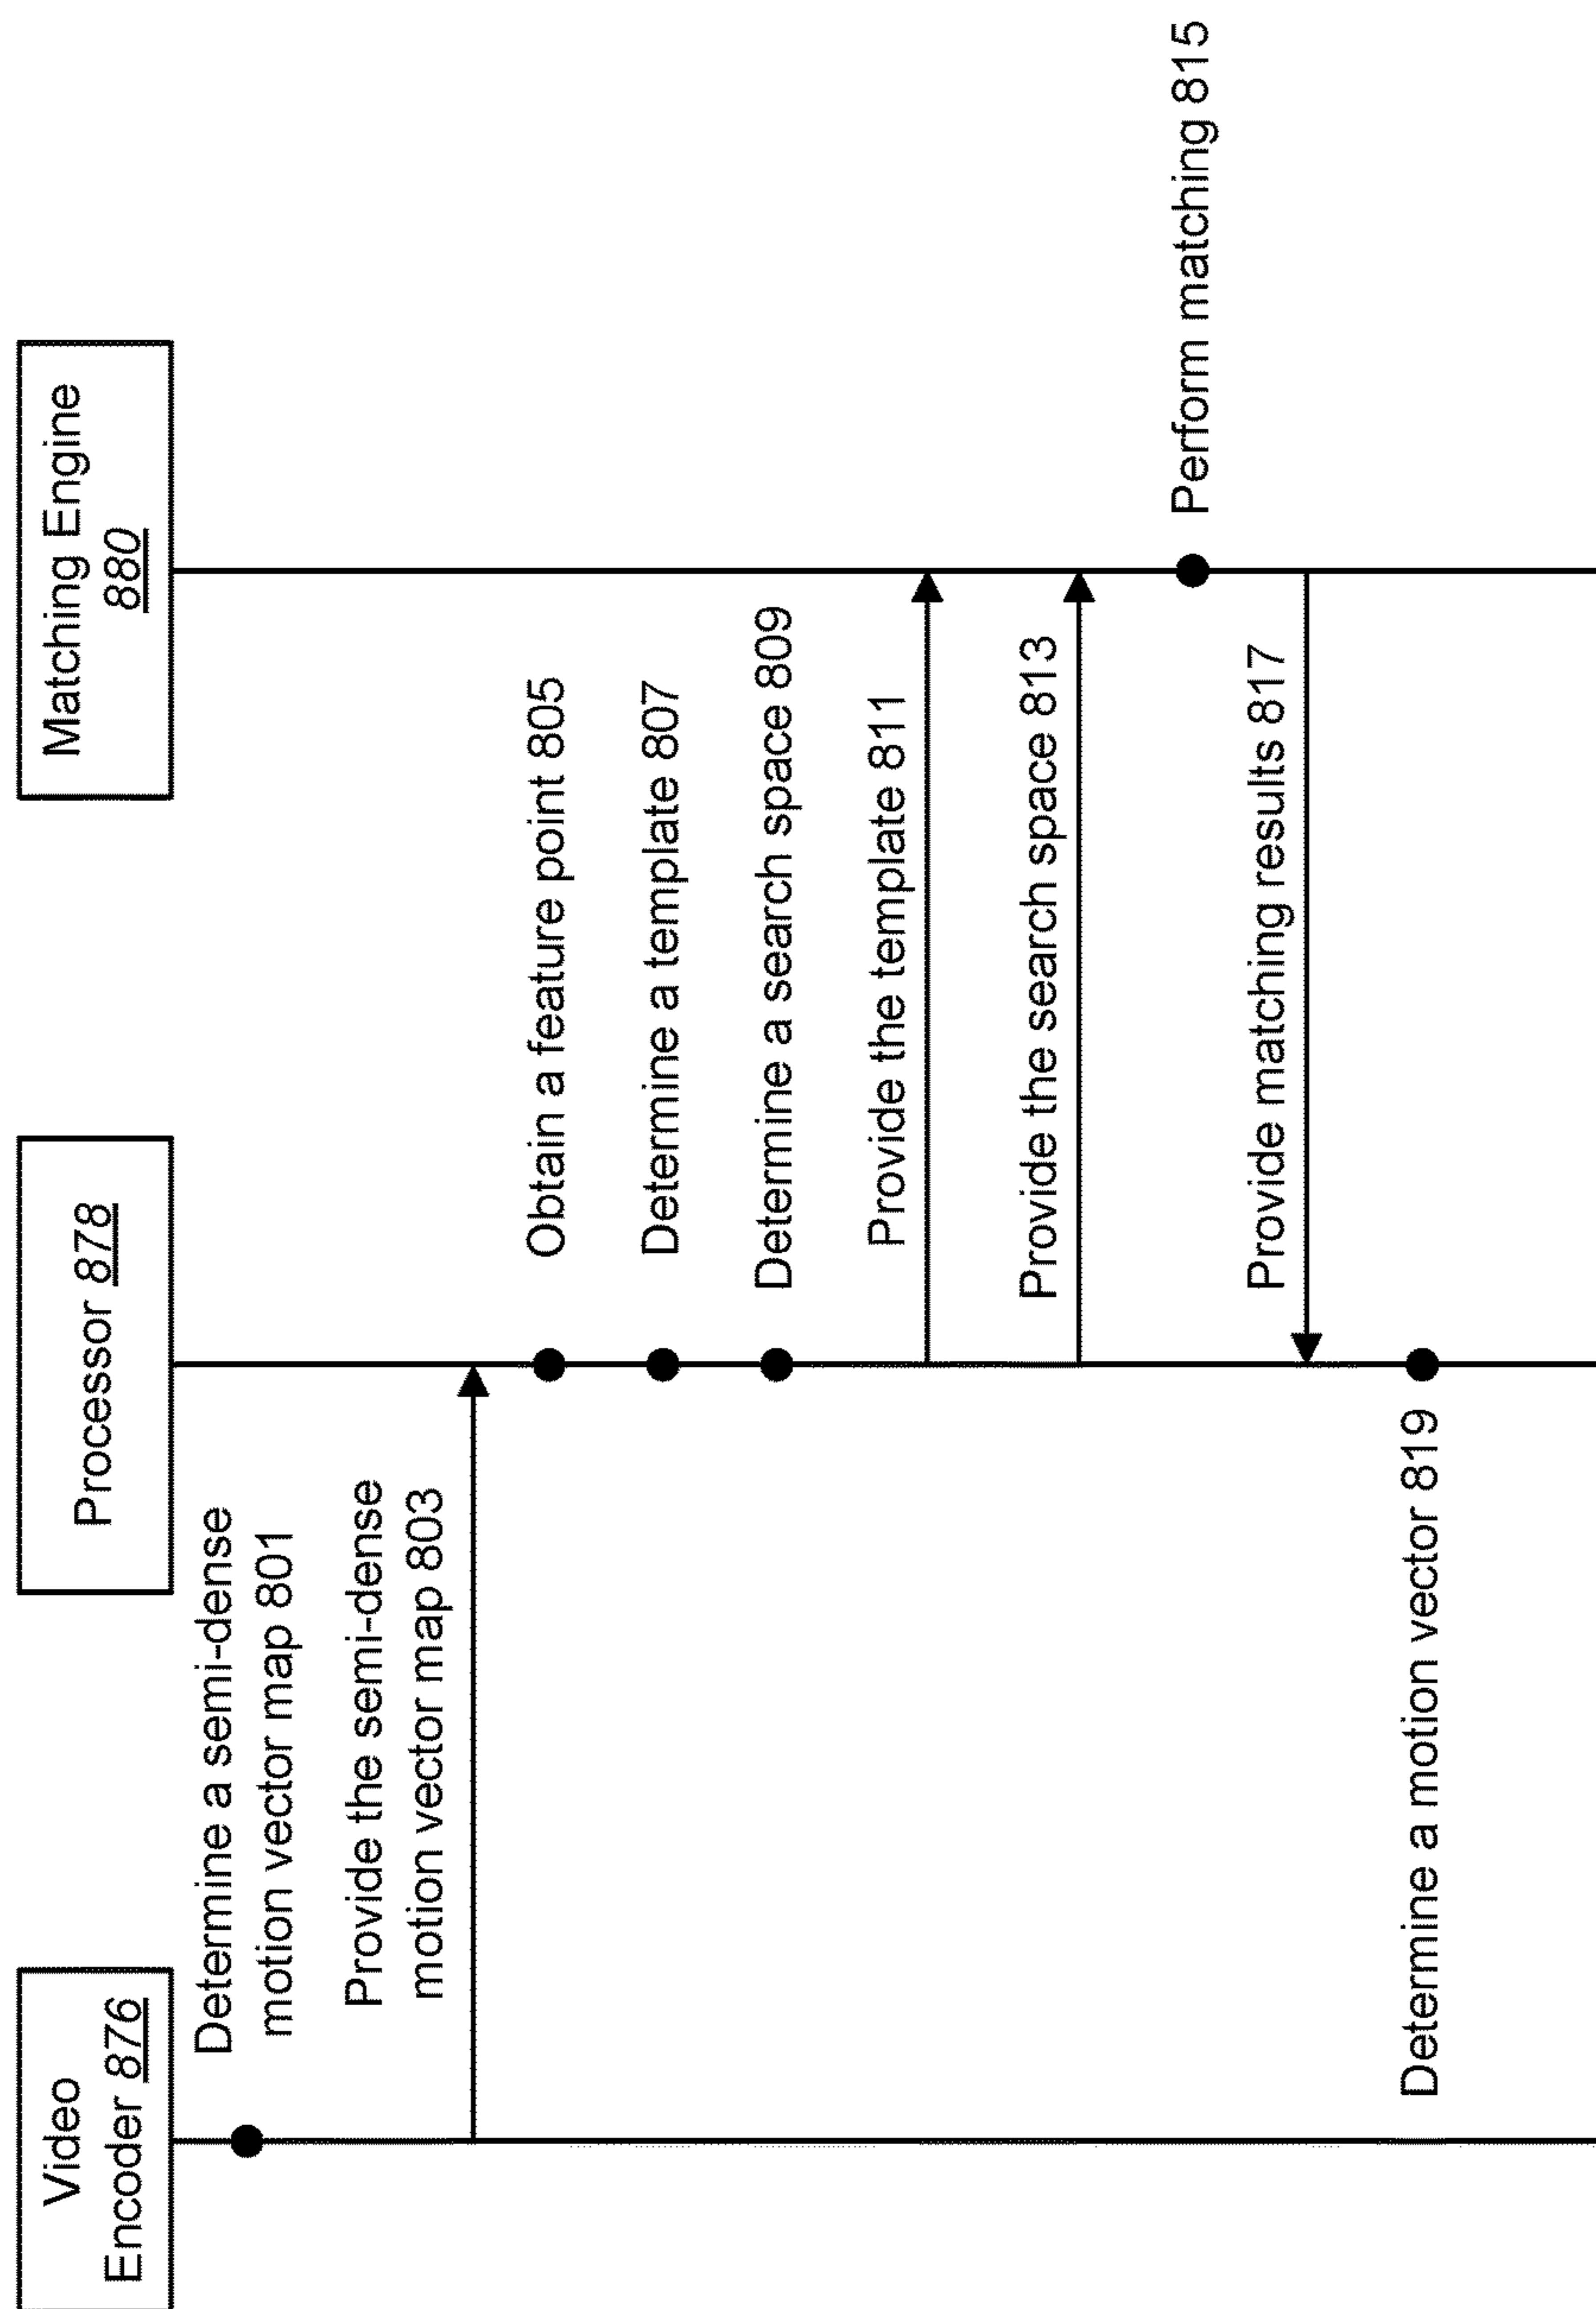 Video
Encoder 876
Processor 878
Matching Engine
880
Determine a semi-dense
motion vector map 801
Provide the semi-dense
motion vector map 803
Obtain a feature point 805
Determine a template 807
Determine a search space 809
Provide the template 811
Provide the search space 813
Perform matching 815
Provide matching results 817
Determine a motion vector 819